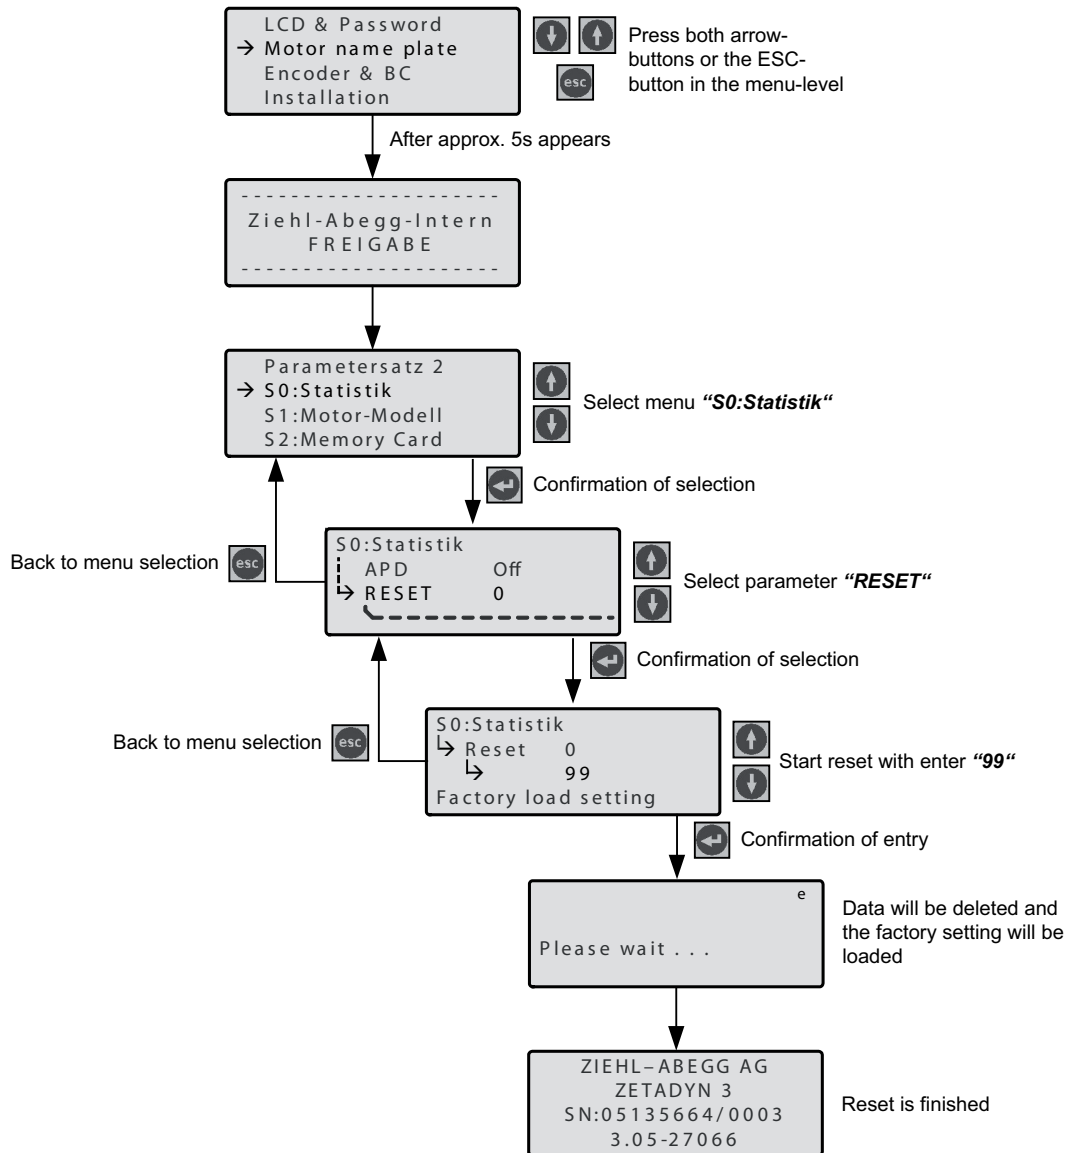 LCD & Password
→ Motor name plate
Encoder & BC
Installation
esc
Press both arrow-
buttons or the ESC-
button in the menu-level
After approx. 5s appears
- - - - - - - - - - - - - - - - - - - - -
Ziehl-Abegg-Intern
FREIGABE
- - - - - - - - - - - - - - - - - - - - -
Parametersatz 2
→ S0:Statistik
S1:Motor-Modell
S2:Memory Card
Select menu “S0:Statistik“
Confirmation of selection
Back to menu selection
esc
S0:Statistik
APD Off
RESET 0
Select parameter “RESET“
Confirmation of selection
Back to menu selection
esc
S0:Statistik
Reset 0
99
Factory load setting
Start reset with enter “99“
Confirmation of entry
e
Please wait . . .
Data will be deleted and
the factory setting will be
loaded
ZIEHL–ABEGG AG
ZETADYN 3
SN:05135664/0003
3.05-27066
Reset is finished